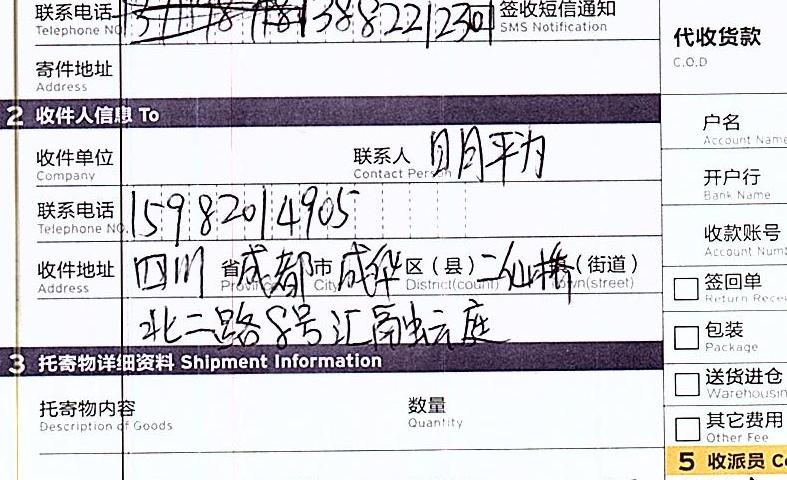 联系电话 13882212301 签收短信通知
Telephone NO. SMS Notification
代收货款
C.O.D
寄件地址
Address
2 收件人信息 To
户名
Account Name
收件单位 联系人 明平为
Company Contact Person
开户行
Bank Name
联系电话 15982014905
Telephone NO.
收款账号
Account Num
收件地址 四川 省 成都 市 成华 区（县） 二仙桥 （街道）
Address Province City District(count) Town(street)
签回单
Return Rece
北二路8号汇融云庭
包装
Package
3 托寄物详细资料 Shipment Information
送货进仓
Warehousin
托寄物内容 数量
Description of Goods Quantity
其它费用
Other Fee
5 收派员 Co